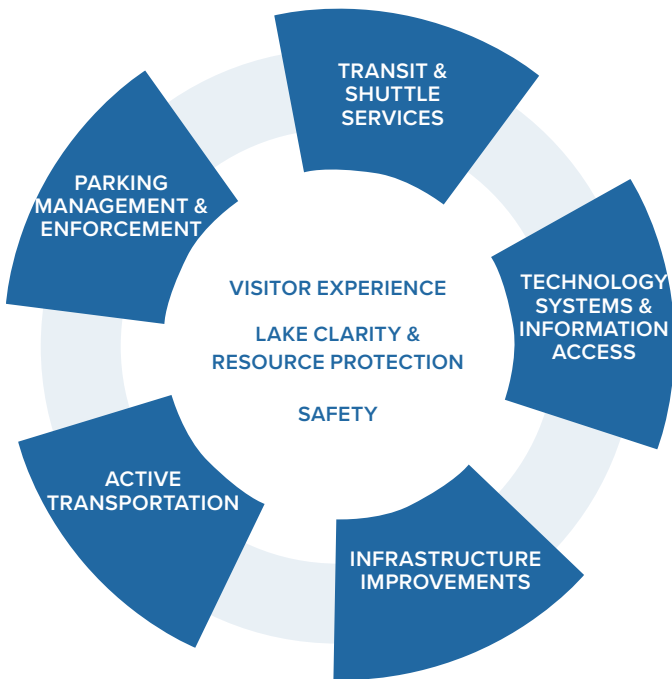 TRANSIT &
SHUTTLE
SERVICES
PARKING
MANAGEMENT &
ENFORCEMENT
TECHNOLOGY
SYSTEMS &
INFORMATION
ACCESS
VISITOR EXPERIENCE
LAKE CLARITY &
RESOURCE PROTECTION
SAFETY
ACTIVE
TRANSPORTATION
INFRASTRUCTURE
IMPROVEMENTS